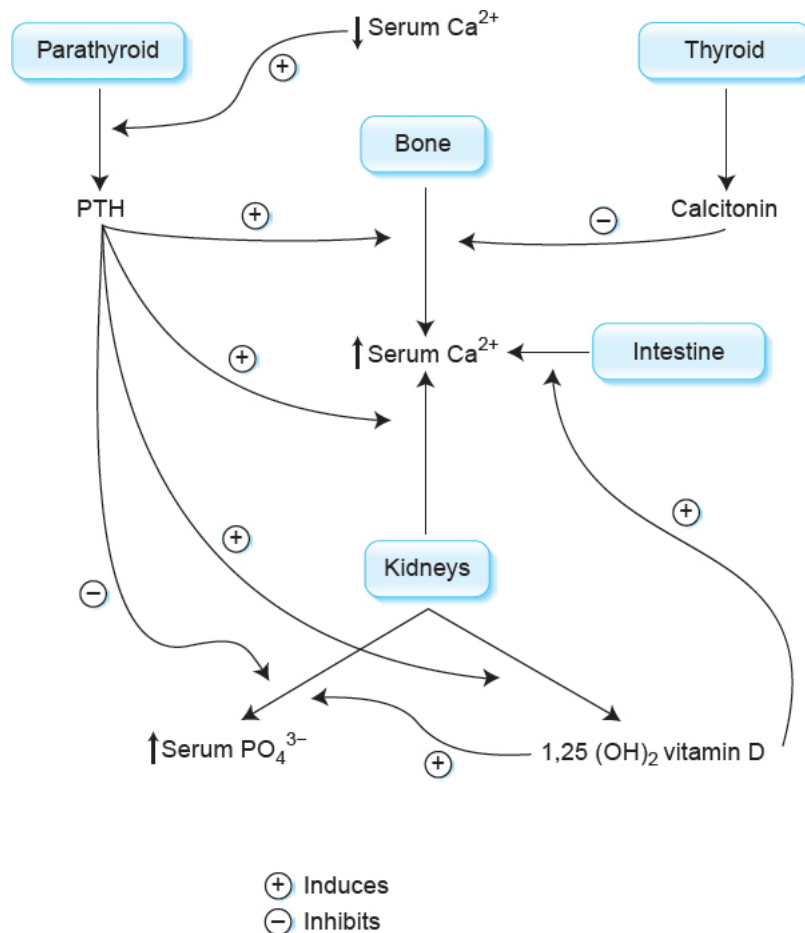 ↓ Serum Ca²⁺
Parathyroid
Thyroid
+
Bone
PTH
+
−
Calcitonin
+
↑ Serum Ca²⁺
Intestine
+
+
Kidneys
−
↑ Serum PO₄³⁻
+
1,25 (OH)₂ vitamin D
+ Induces
− Inhibits